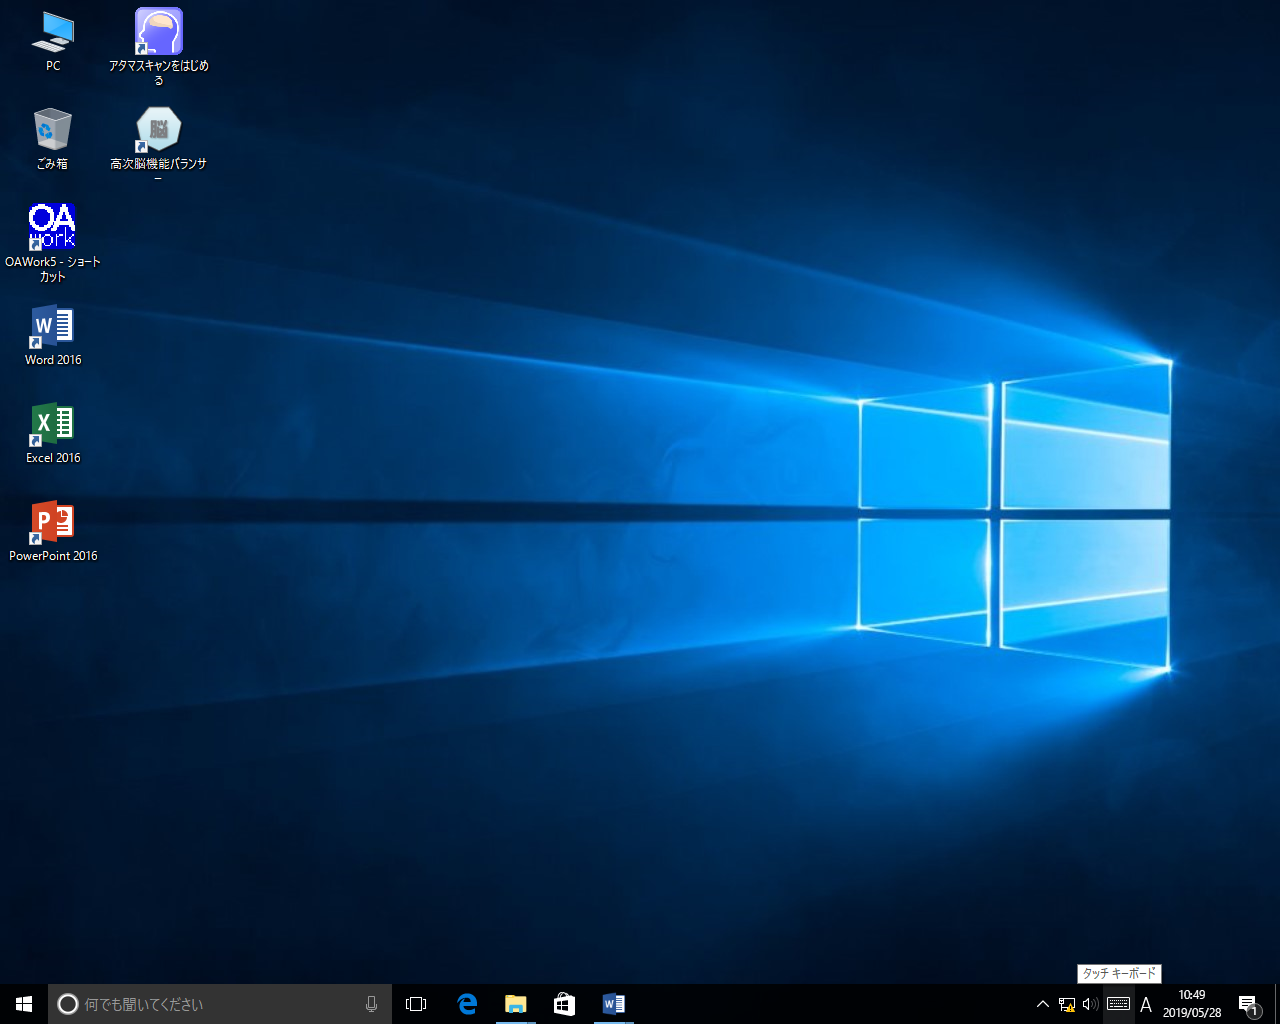 PC
アタマスキャンをはじめ
る
ごみ箱
脳
高次脳機能バランサ
ー
OA
work
OAWork5 - ショート
カット
W
Word 2016
X
Excel 2016
P
PowerPoint 2016
タッチ キーボード
何でも聞いてください
W
A
10:49
2019/05/28
1